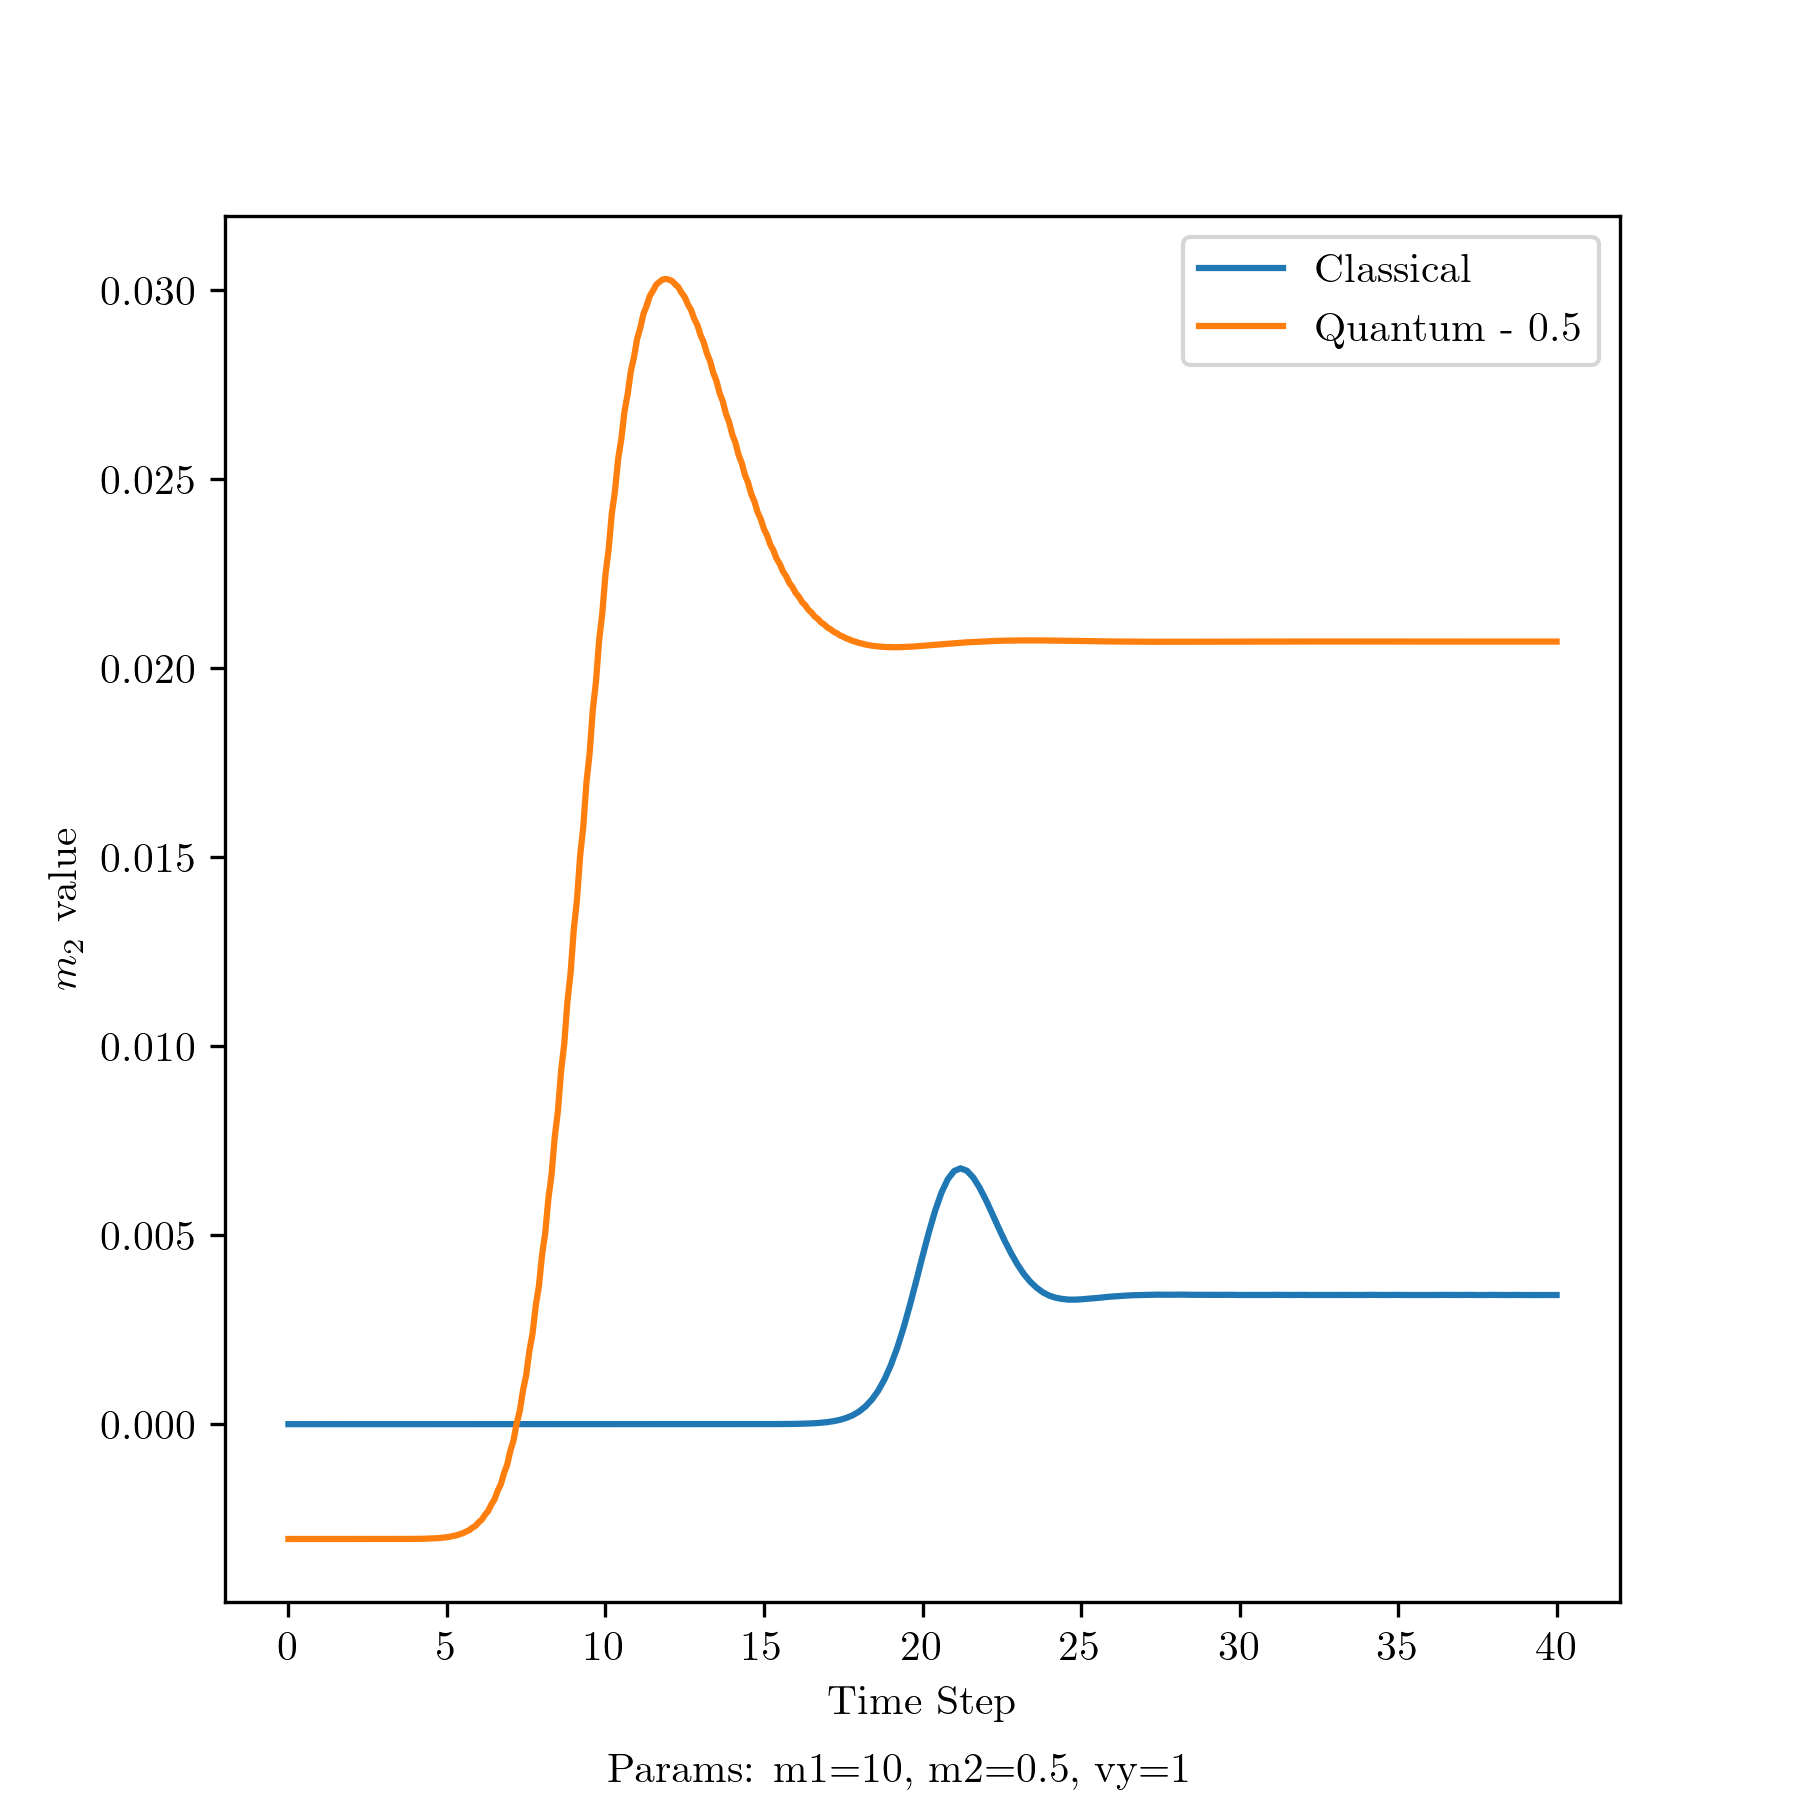 Classical
Quantum - 0.5
0.030
0.025
0.020
0.015
0.010
0.005
0.000
m₂ value
0 5 10 15 20 25 30 35 40
Time Step
Params: m1=10, m2=0.5, vy=1